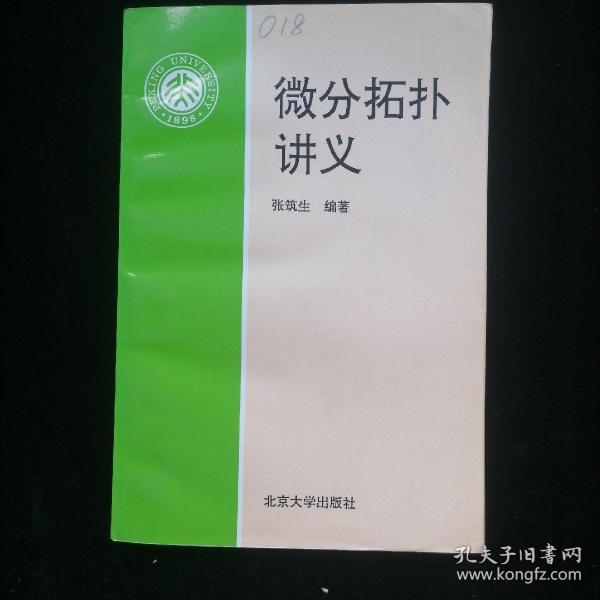 018
PEKING UNIVERSITY
·1898·
微分拓扑
讲义
张筑生 编著
北京大学出版社
孔夫子旧書网
www.kongfz.com